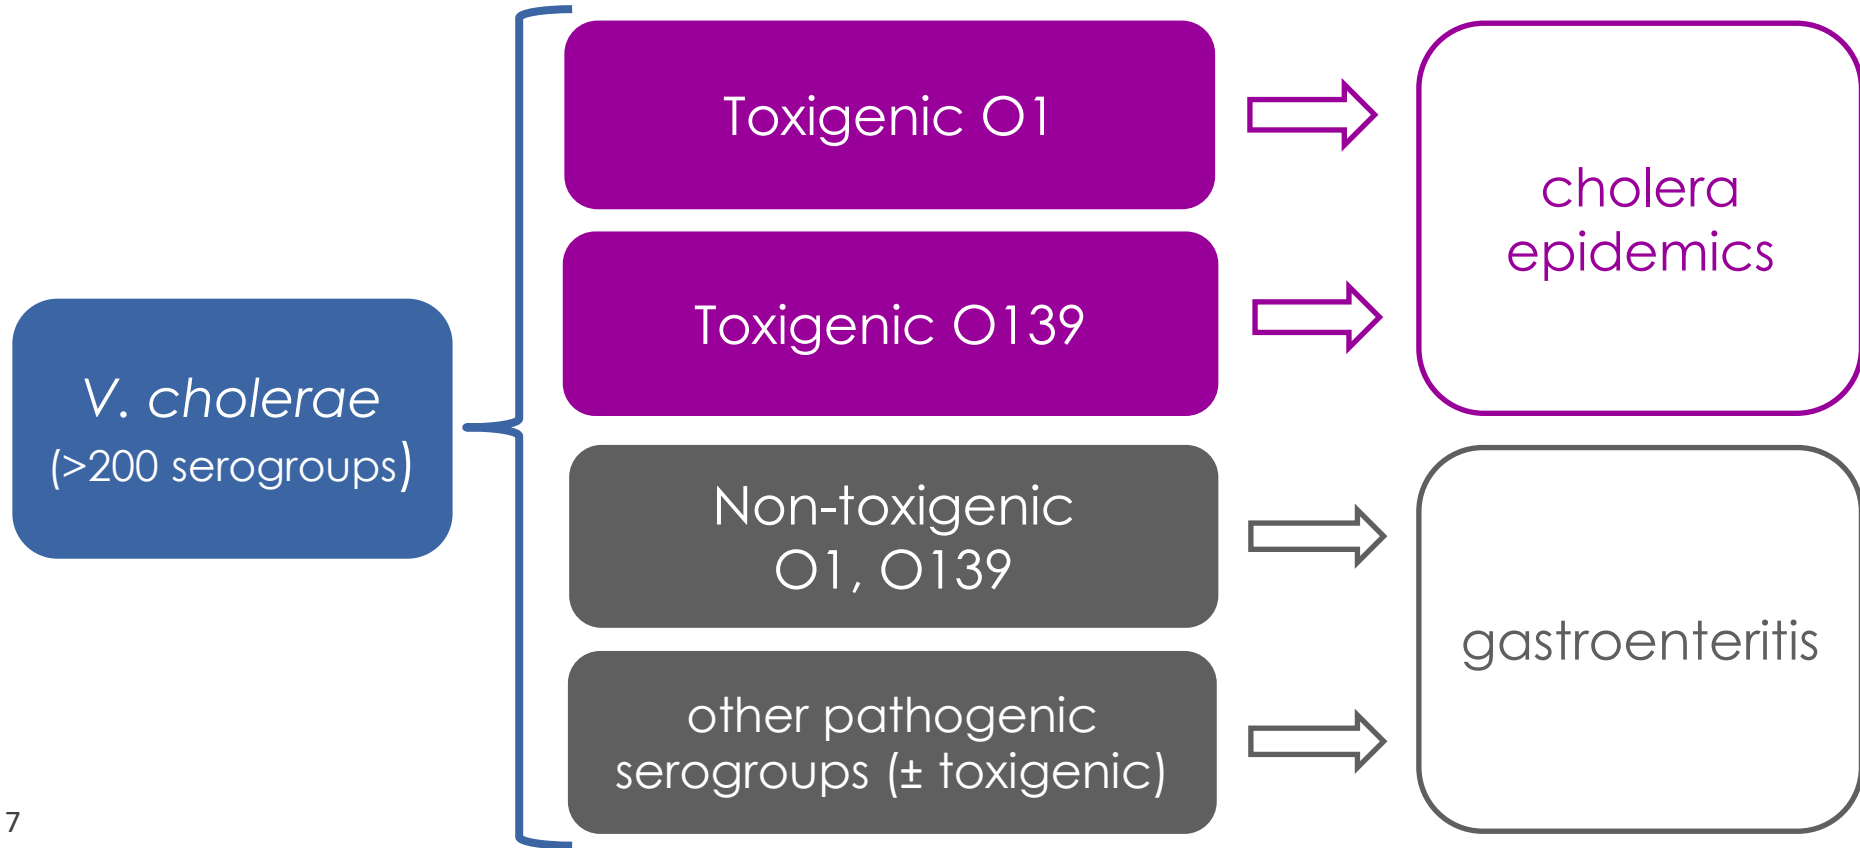 V. cholerae
(>200 serogroups)
Toxigenic O1
Toxigenic O139
Non-toxigenic
O1, O139
other pathogenic
serogroups (± toxigenic)
cholera
epidemics
gastroenteritis
7